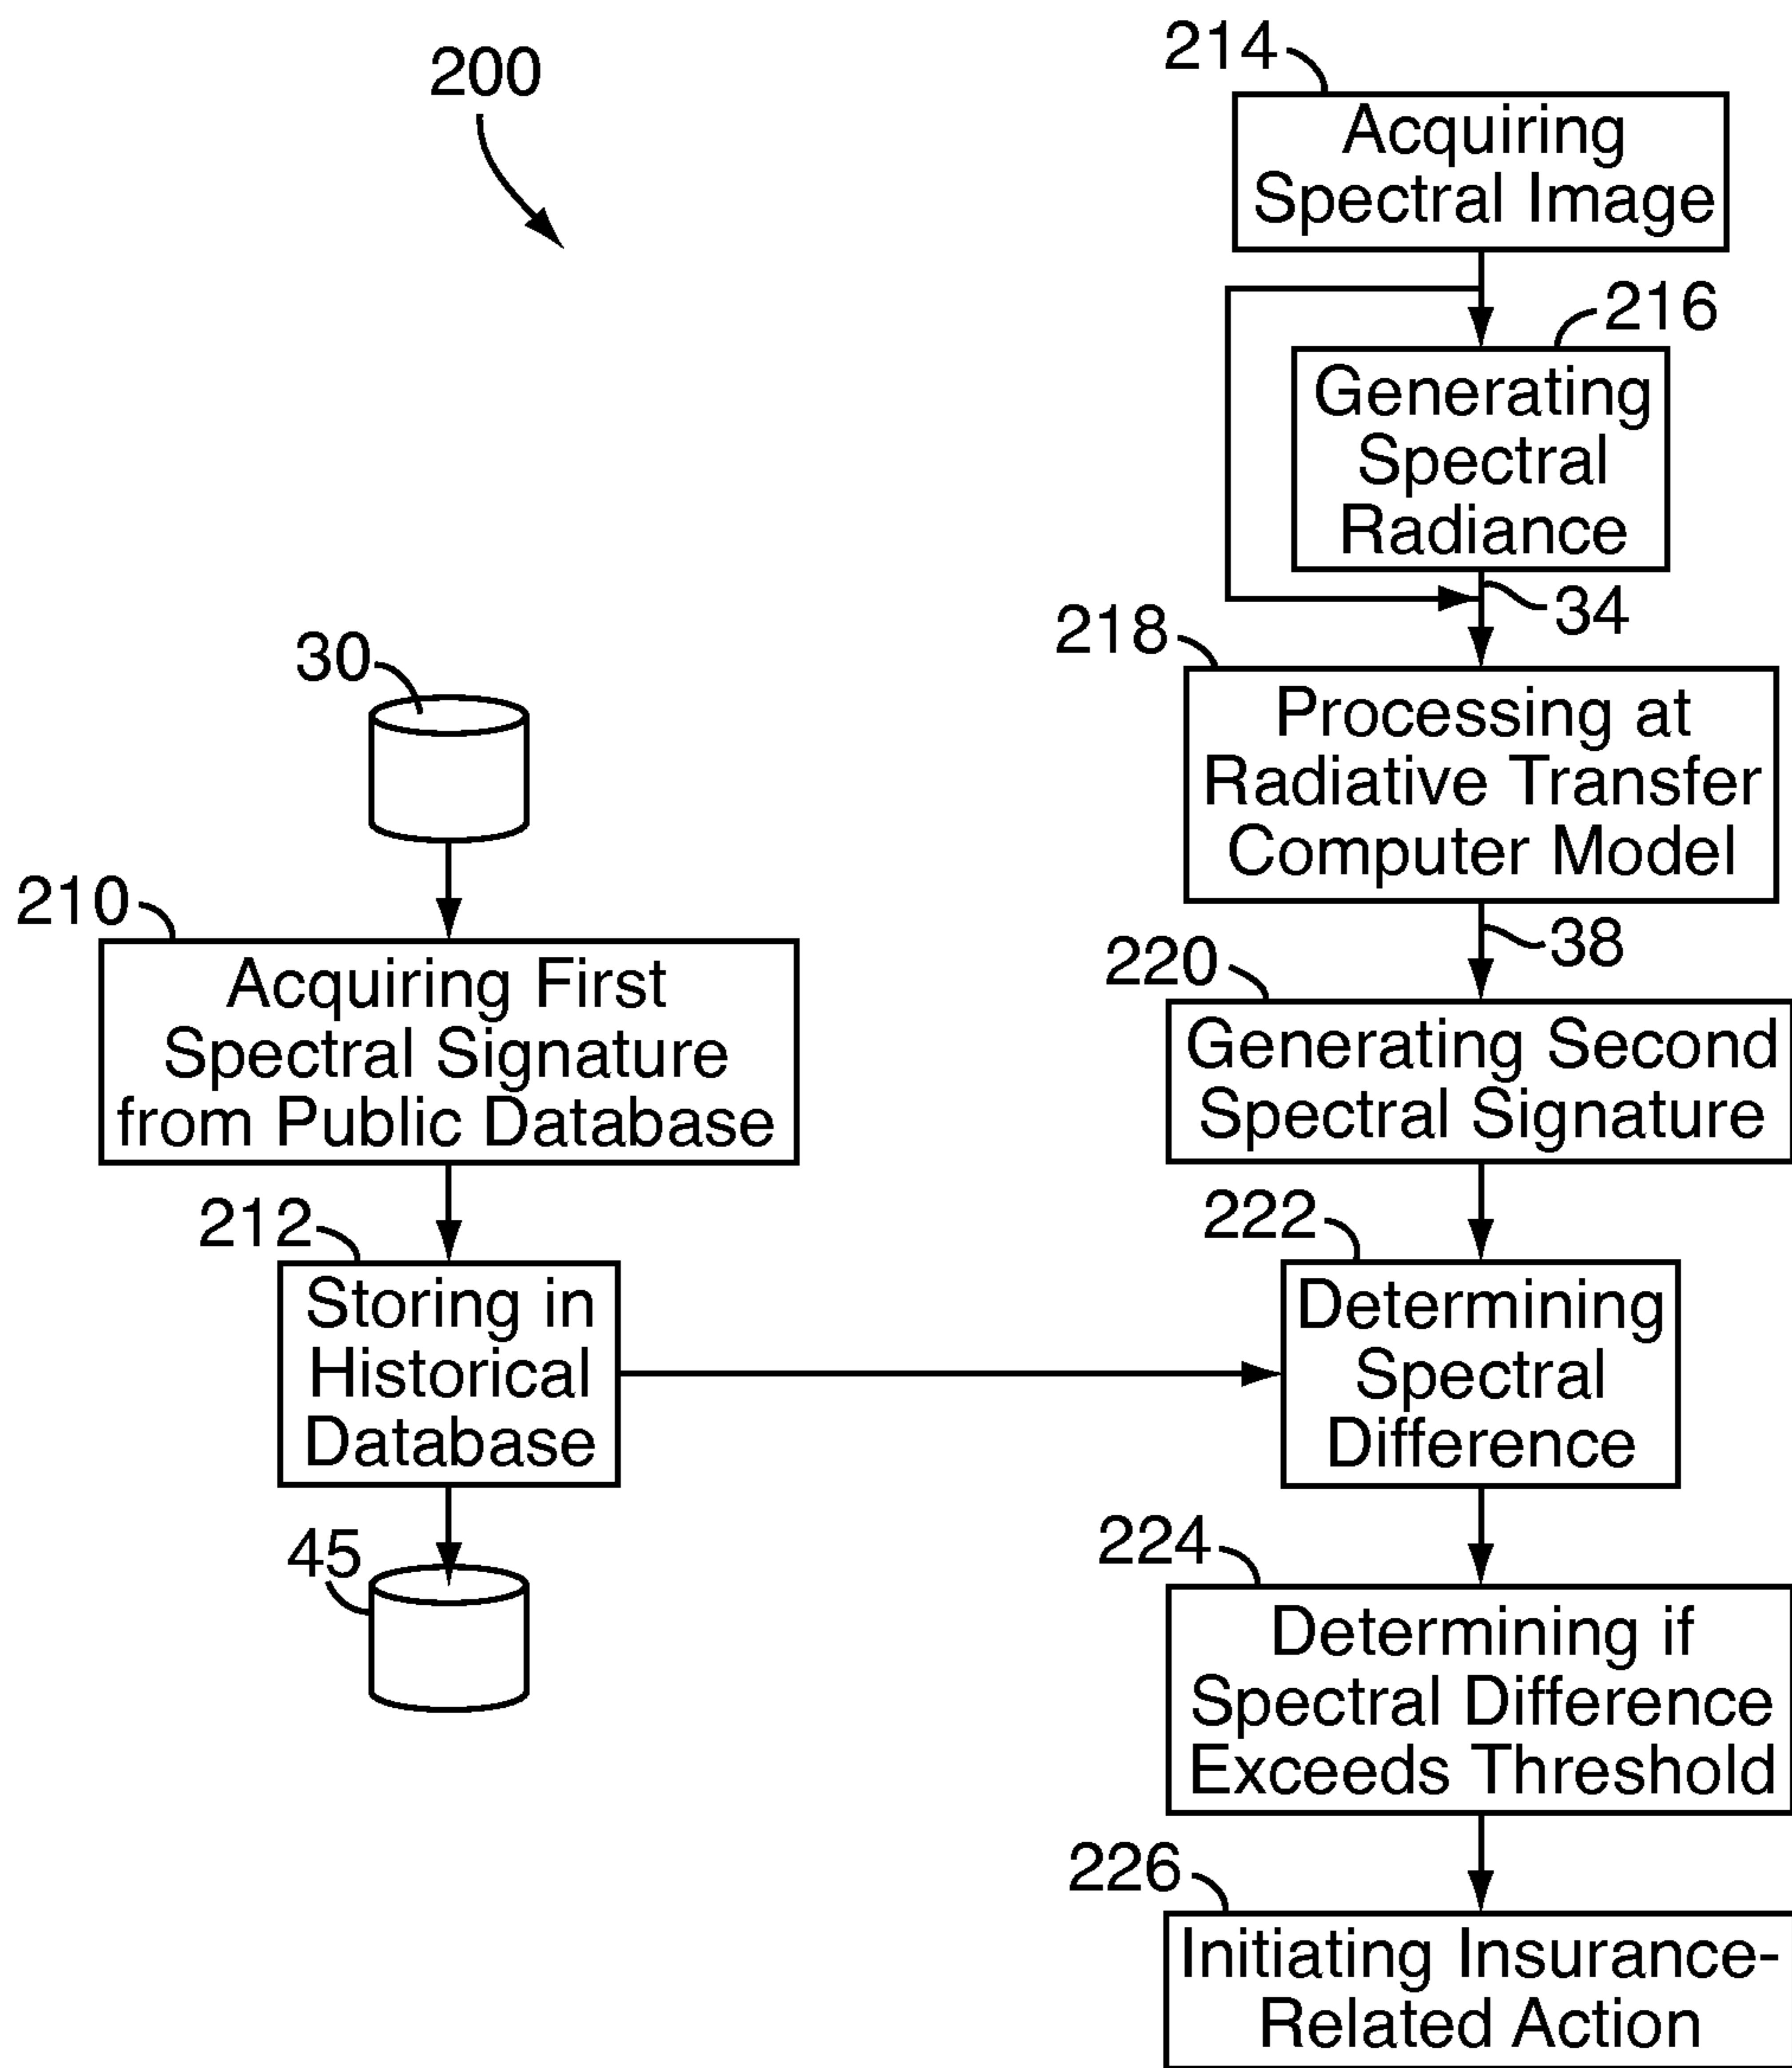 200
214
Acquiring
Spectral Image
216
Generating
Spectral
Radiance
34
218
Processing at
Radiative Transfer
Computer Model
38
30
210
Acquiring First
Spectral Signature
from Public Database
220
Generating Second
Spectral Signature
212
Storing in
Historical
Database
222
Determining
Spectral
Difference
45
224
Determining if
Spectral Difference
Exceeds Threshold
226
Initiating Insurance-
Related Action